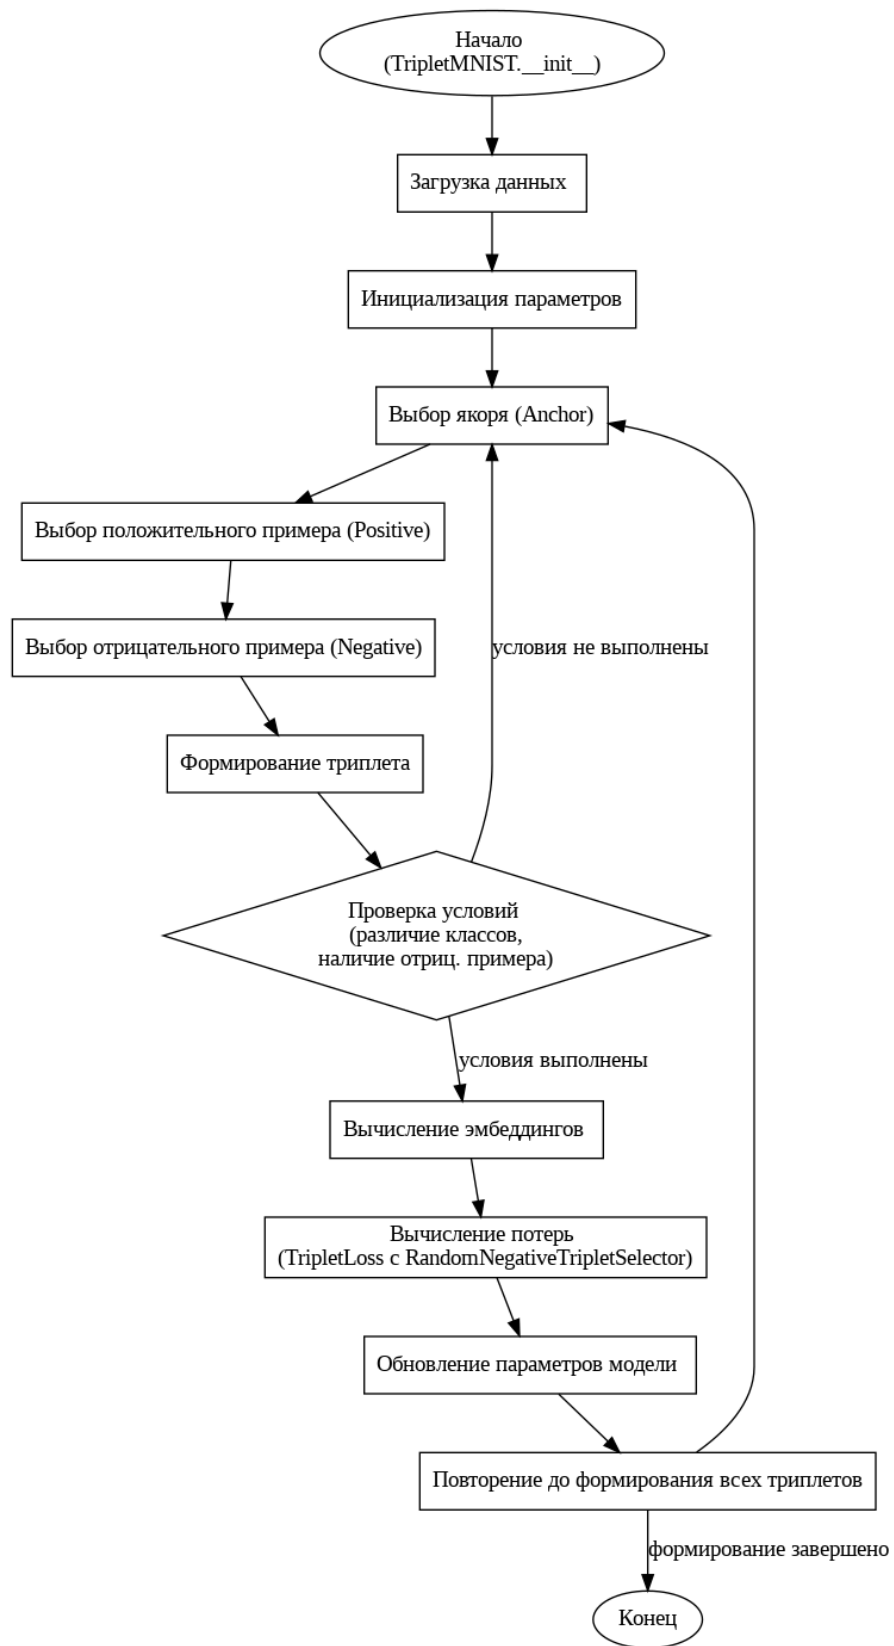 Начало
(TripletMNIST.__init__)
Загрузка данных
Инициализация параметров
Выбор якоря (Anchor)
Выбор положительного примера (Positive)
Выбор отрицательного примера (Negative)
условия не выполнены
Формирование триплета
Проверка условий
(различие классов,
наличие отриц. примера)
условия выполнены
Вычисление эмбеддингов
Вычисление потерь
(TripletLoss с RandomNegativeTripletSelector)
Обновление параметров модели
Повторение до формирования всех триплетов
формирование завершено
Конец